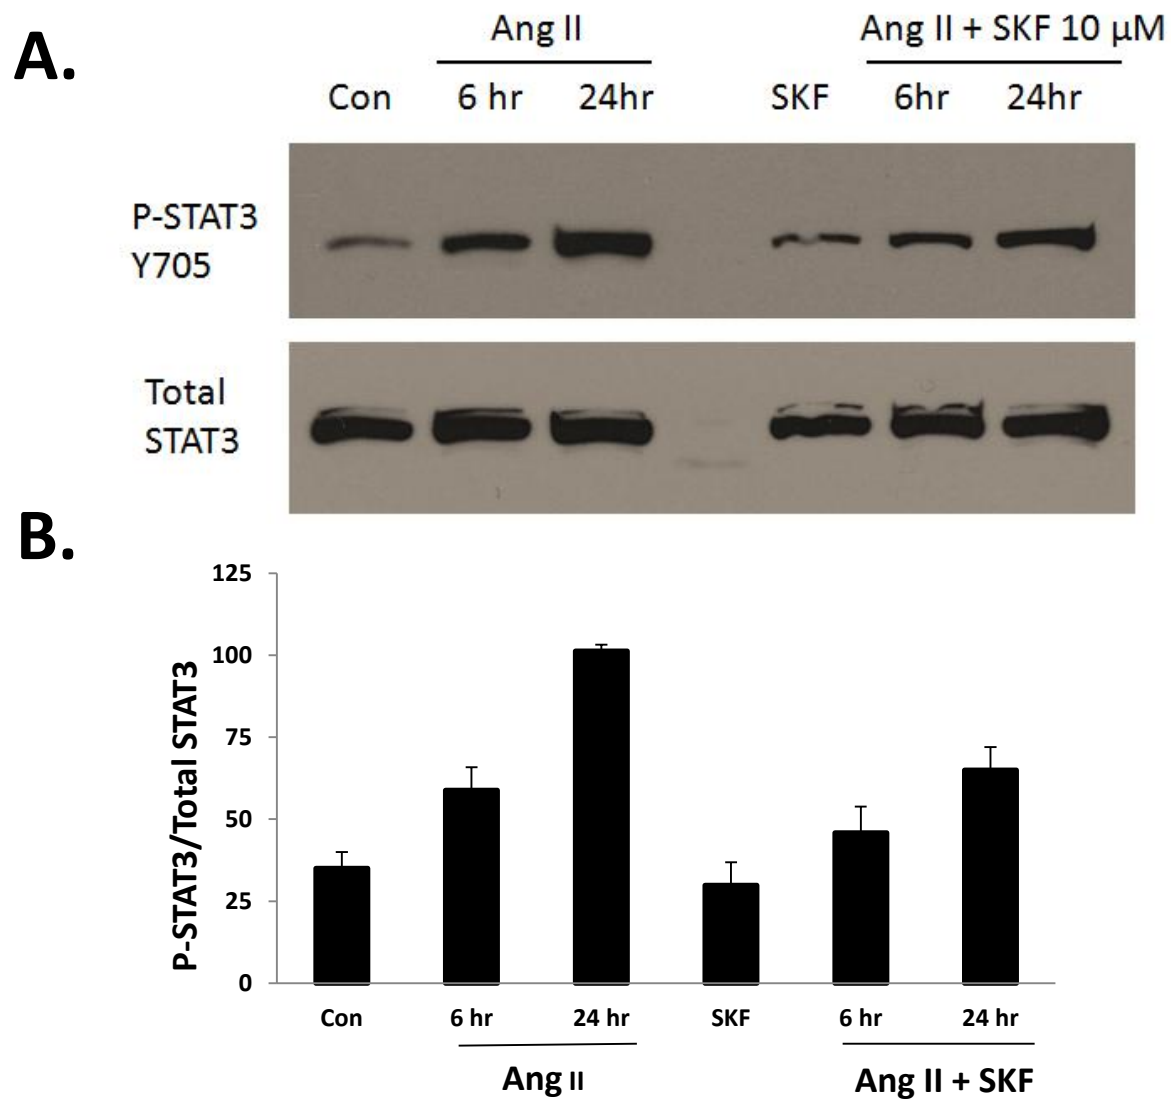 A.
Ang II
Ang II + SKF 10 µM
Con 6 hr 24hr SKF 6hr 24hr
P-STAT3
Y705
Total
STAT3
B.
P-STAT3/Total STAT3
125
100
75
50
25
0
Con 6 hr 24 hr SKF 6 hr 24 hr
Ang II Ang II + SKF